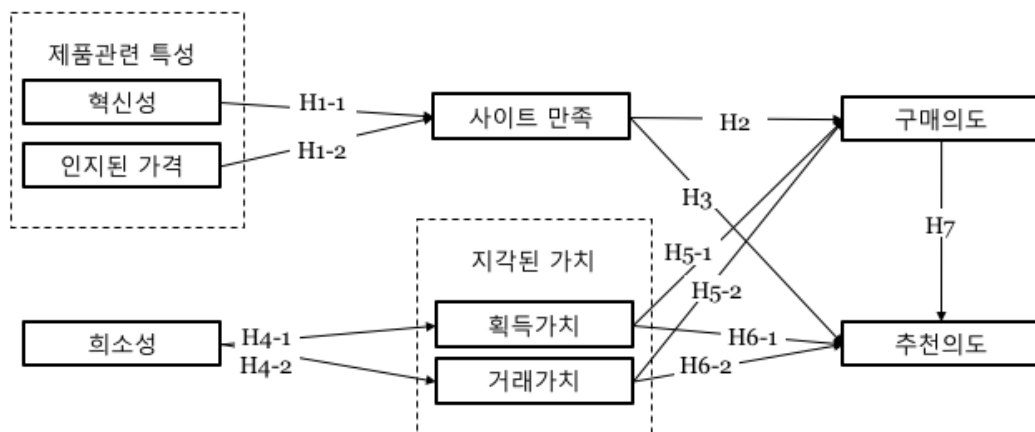 제품관련 특성
혁신성
인지된 가격
H1-1
H1-2
사이트 만족
H2
H3
구매의도
H7
지각된 가치
H5-1
H5-2
희소성
H4-1
H4-2
획득가치
거래가치
H6-1
H6-2
추천의도